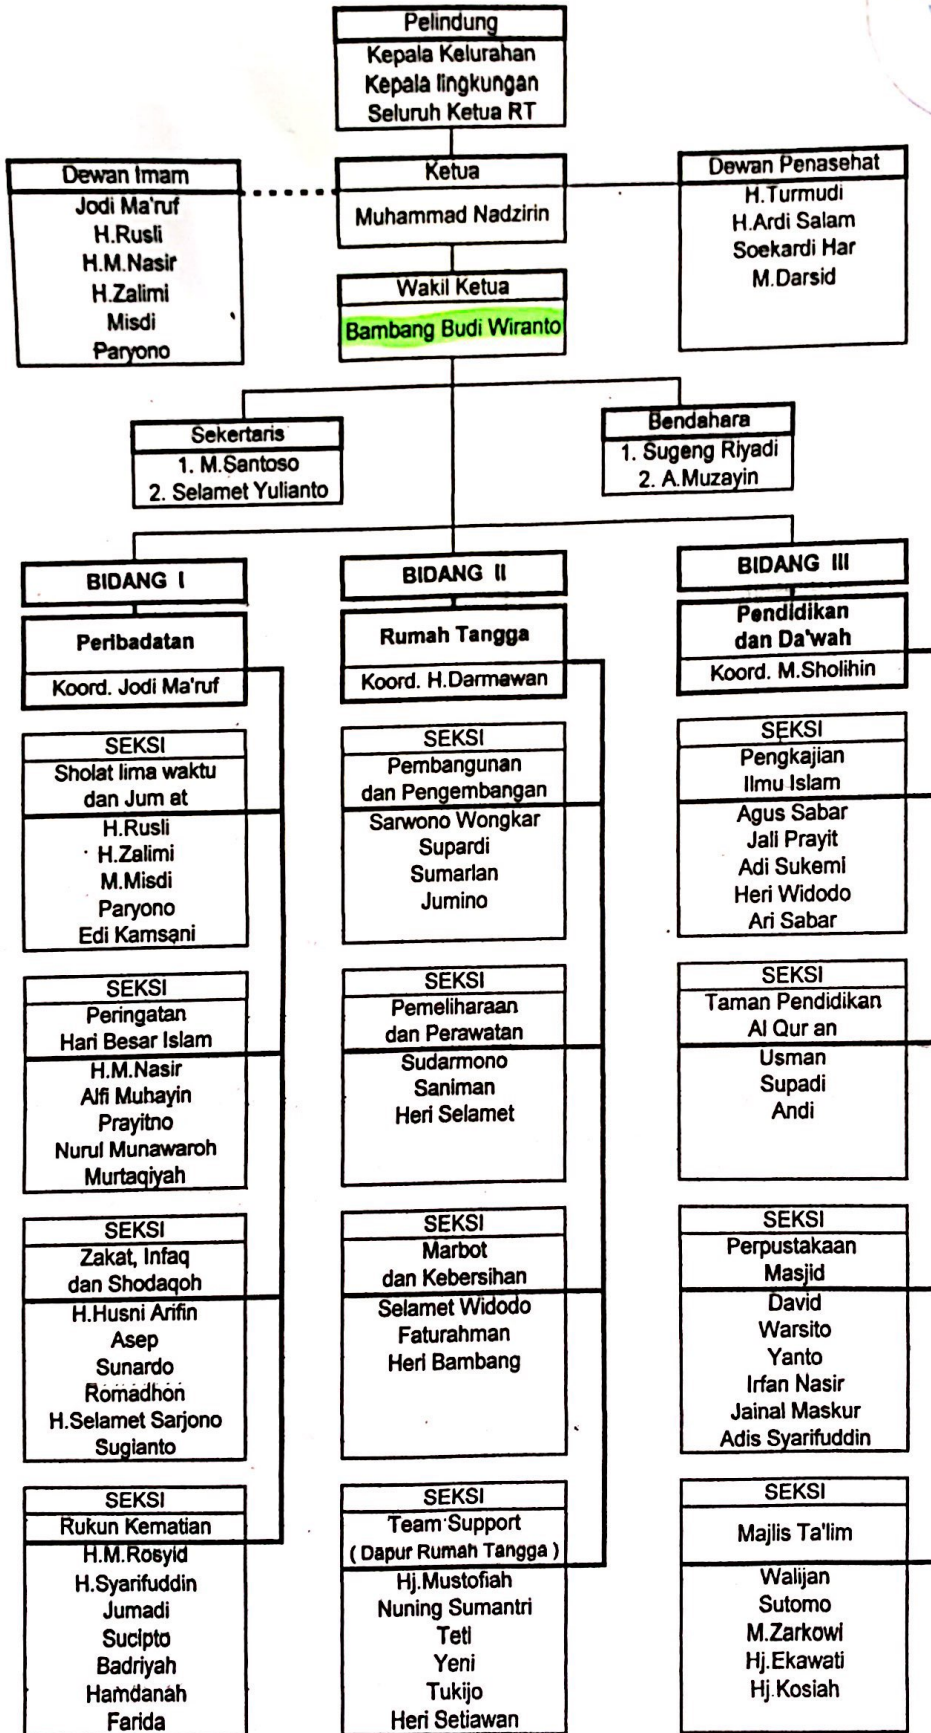 Pelindung
Kepala Kelurahan
Kepala lingkungan
Seluruh Ketua RT
Dewan Imam
Jodi Ma'ruf
H.Rusli
H.M.Nasir
H.Zalimi
Misdi
Paryono
Ketua
Muhammad Nadzirin
Dewan Penasehat
H.Turmudi
H.Ardi Salam
Soekardi Har
M.Darsid
Wakil Ketua
Bambang Budi Wiranto
Sekertaris
1. M.Santoso
2. Selamet Yulianto
Bendahara
1. Sugeng Riyadi
2. A.Muzayin
BIDANG I
Peribadatan
Koord. Jodi Ma'ruf
SEKSI
Sholat lima waktu
dan Jum at
H.Rusli
H.Zalimi
M.Misdi
Paryono
Edi Kamsani
SEKSI
Peringatan
Hari Besar Islam
H.M.Nasir
Alfi Muhayin
Prayitno
Nurul Munawaroh
Murtaqiyah
SEKSI
Zakat, Infaq
dan Shodaqoh
H.Husni Arifin
Asep
Sunardo
Romadhon
H.Selamet Sarjono
Sugianto
SEKSI
Rukun Kematian
H.M.Rosyid
H.Syarifuddin
Jumadi
Sucipto
Badriyah
Hamdanah
Farida
BIDANG II
Rumah Tangga
Koord. H.Darmawan
SEKSI
Pembangunan
dan Pengembangan
Sarwono Wongkar
Supardi
Sumarlan
Jumino
SEKSI
Pemeliharaan
dan Perawatan
Sudarmono
Saniman
Heri Selamet
SEKSI
Marbot
dan Kebersihan
Selamet Widodo
Faturahman
Heri Bambang
SEKSI
Team Support
( Dapur Rumah Tangga )
Hj.Mustofiah
Nuning Sumantri
Teti
Yeni
Tukijo
Heri Setiawan
BIDANG III
Pendidikan
dan Da'wah
Koord. M.Sholihin
SEKSI
Pengkajian
Ilmu Islam
Agus Sabar
Jali Prayit
Adi Sukemi
Heri Widodo
Ari Sabar
SEKSI
Taman Pendidikan
Al Qur an
Usman
Supadi
Andi
SEKSI
Perpustakaan
Masjid
David
Warsito
Yanto
Irfan Nasir
Jainal Maskur
Adis Syarifuddin
SEKSI
Majlis Ta'lim
Walijan
Sutomo
M.Zarkowi
Hj.Ekawati
Hj.Kosiah